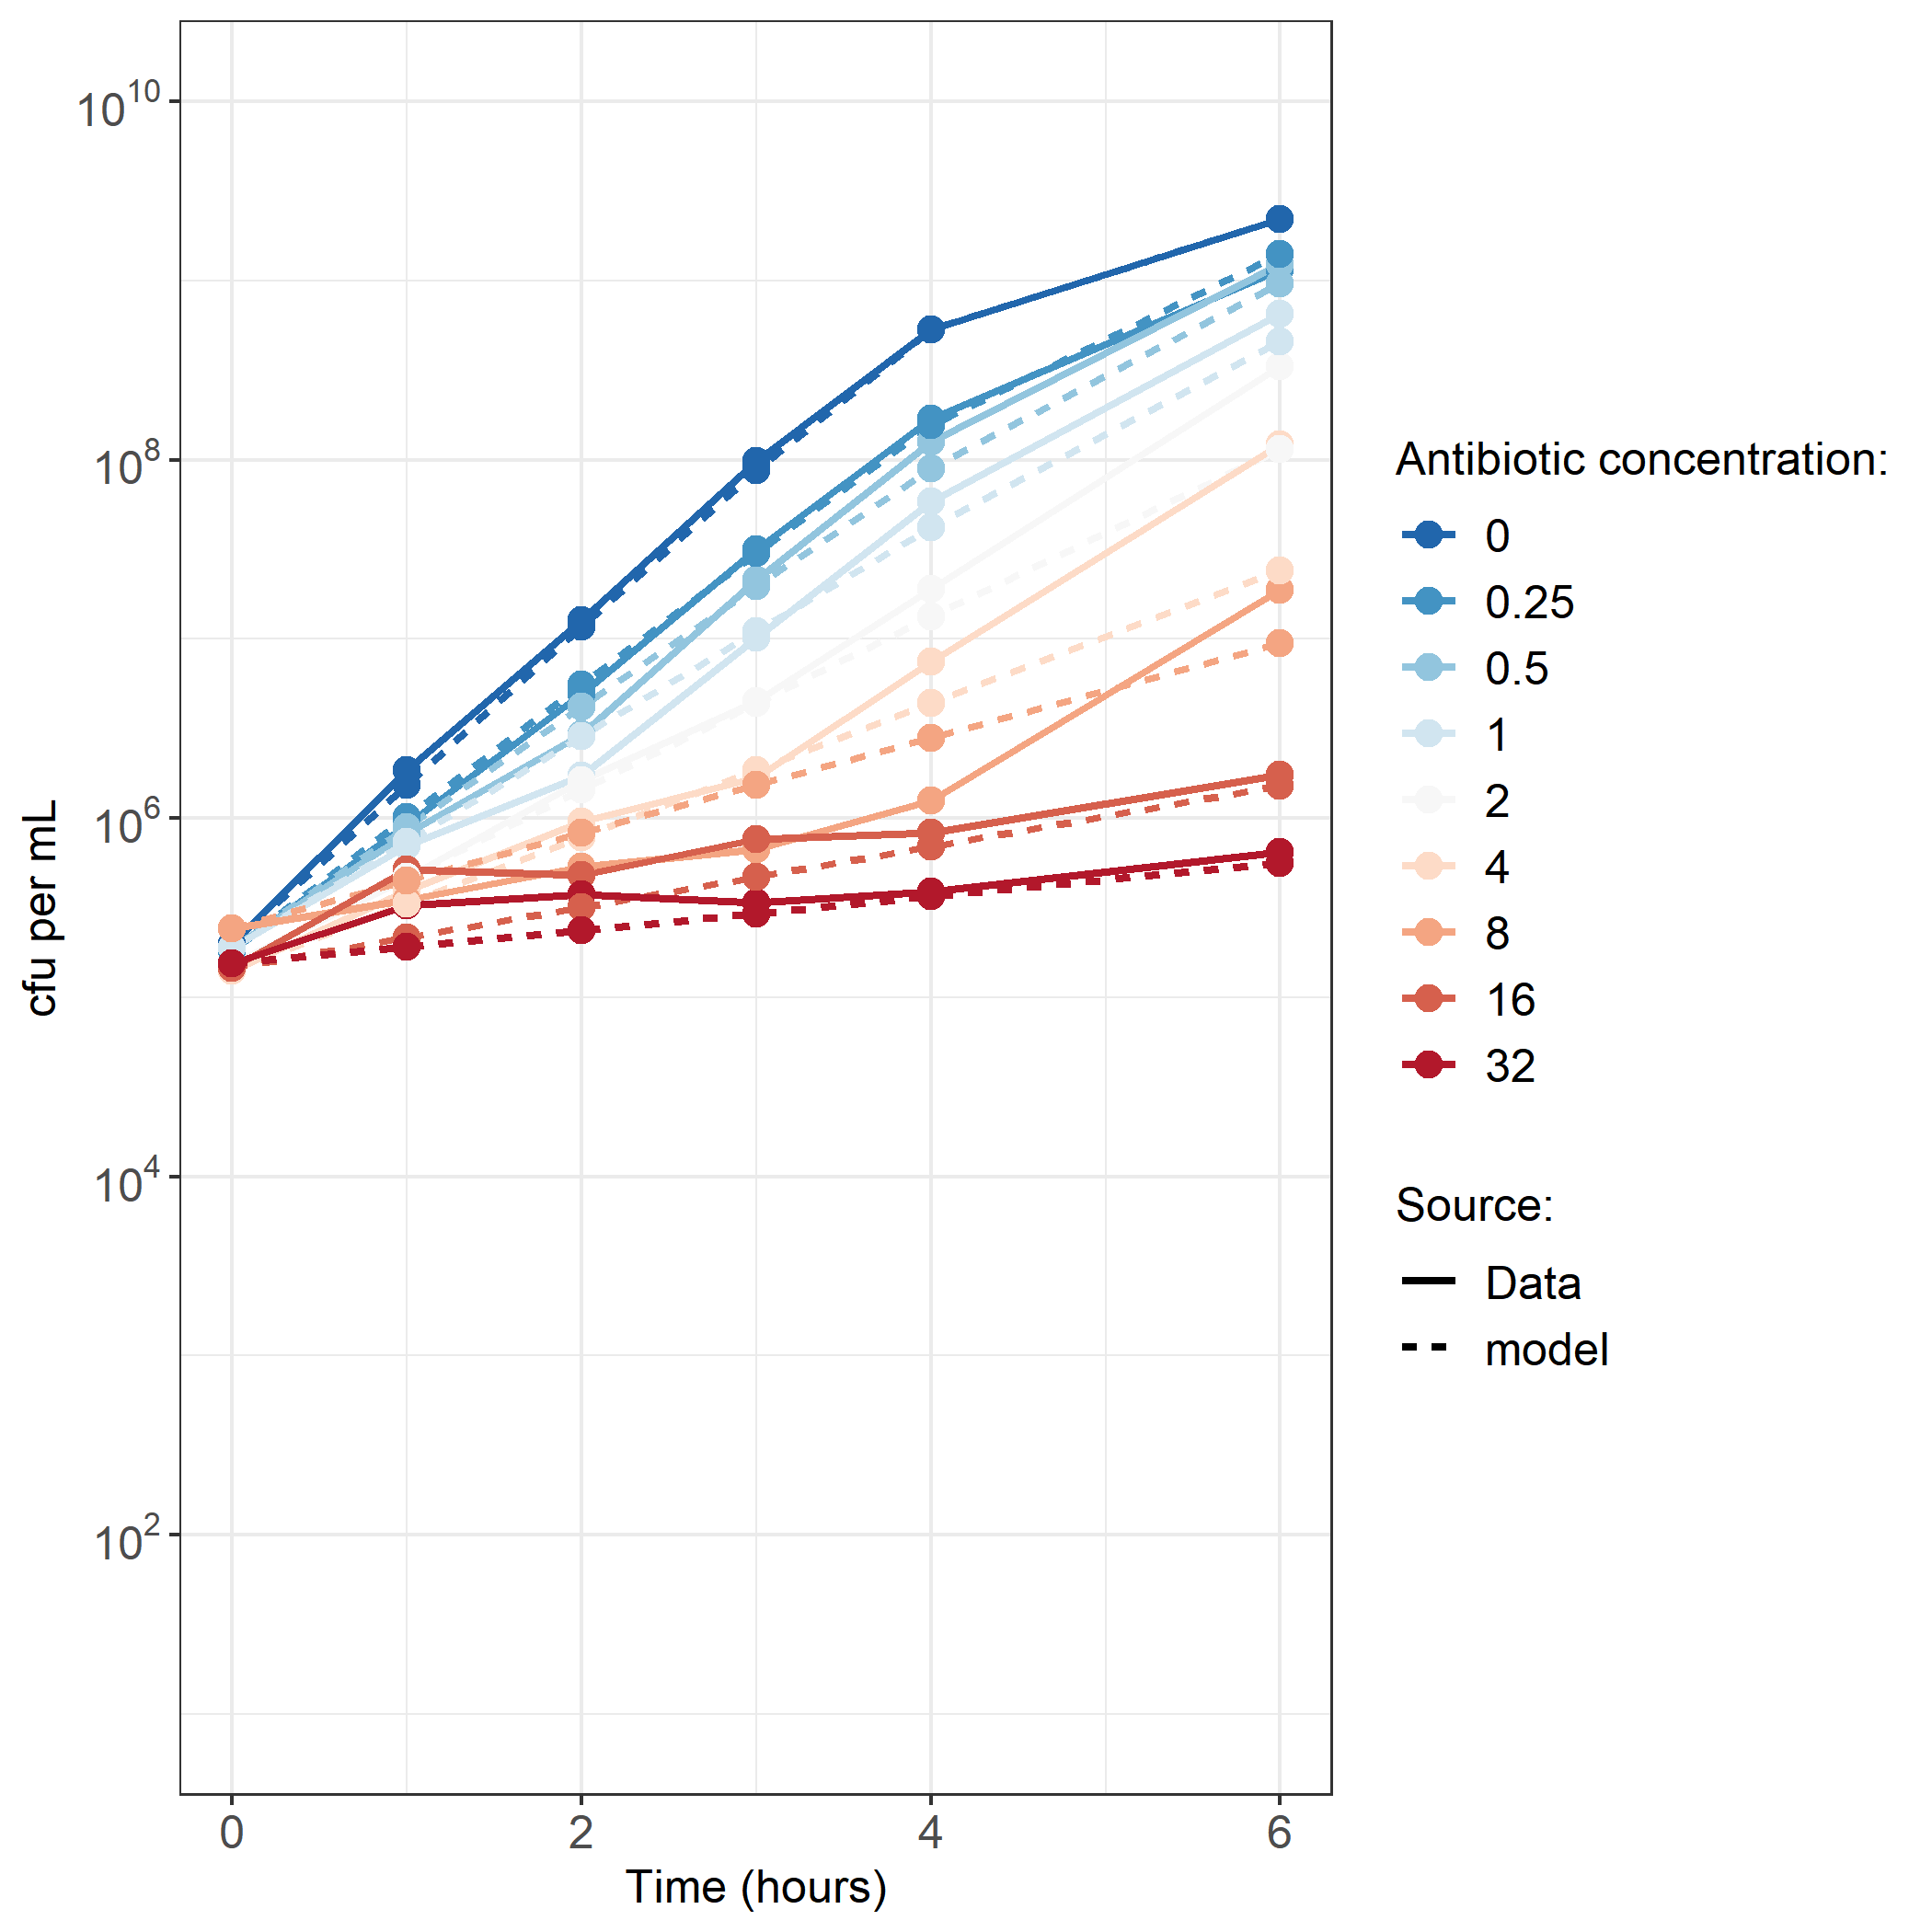 cfu per mL
10^10
10^8
10^6
10^4
10^2
0 2 4 6
Time (hours)
Antibiotic concentration:
0
0.25
0.5
1
2
4
8
16
32
Source:
Data
model